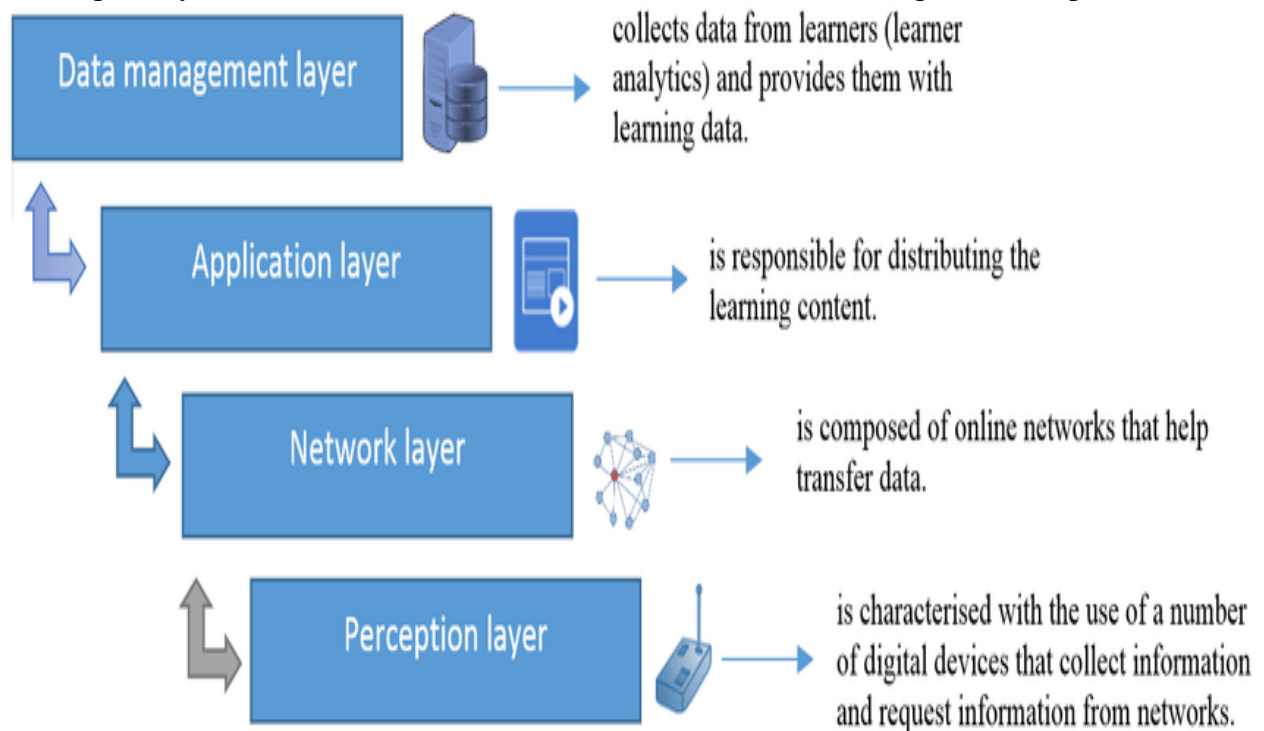 Data management layer
collects data from learners (learner
analytics) and provides them with
learning data.
Application layer
is responsible for distributing the
learning content.
Network layer
is composed of online networks that help
transfer data.
Perception layer
is characterised with the use of a number
of digital devices that collect information
and request information from networks.